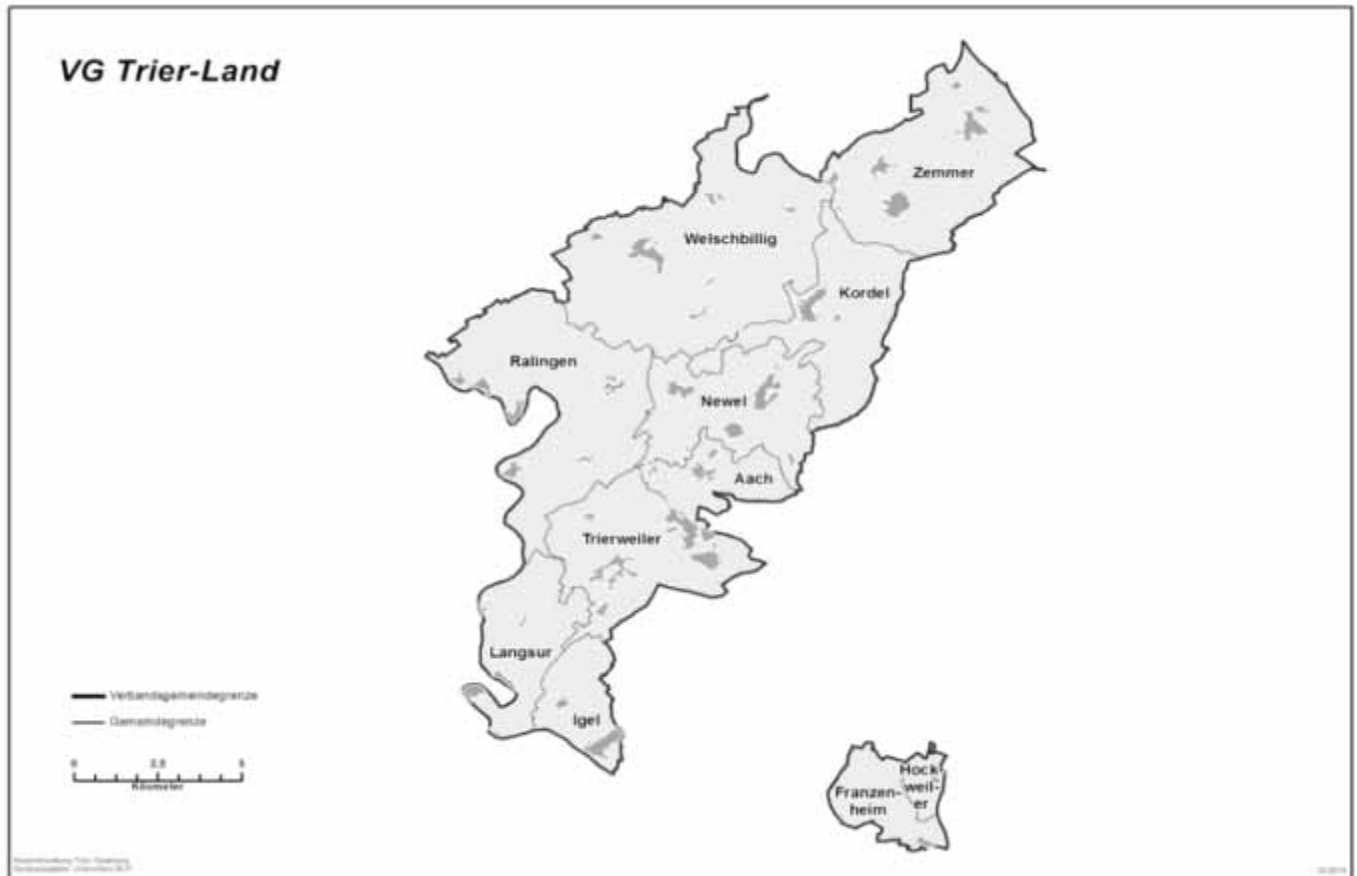 VG Trier-Land
Zemmer
Welschbillig
Kordel
Ralingen
Newel
Aach
Trierweiler
Langsur
Igel
Hock
weil-
er
Franzen-
heim
Verbandsgemeindegrenze
Gemeindegrenze
0 2,5 5
Kilometer